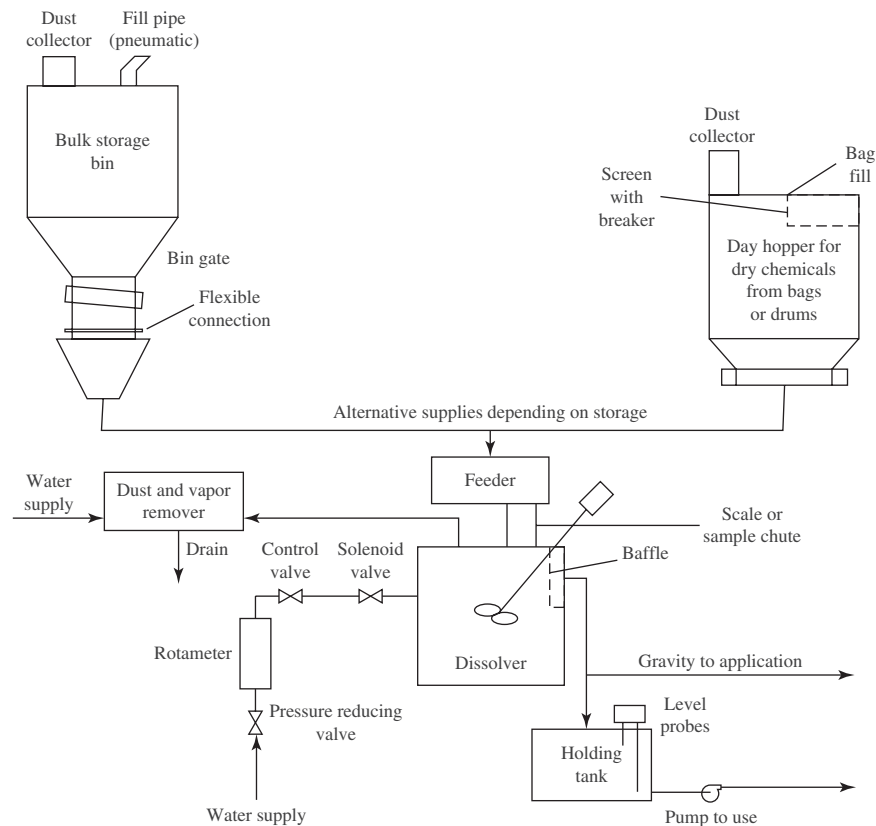 Dust
collector
Fill pipe
(pneumatic)
Bulk storage
bin
Bin gate
Flexible
connection
Dust
collector
Bag
fill
Screen
with
breaker
Day hopper for
dry chemicals
from bags
or drums
Alternative supplies depending on storage
Feeder
Water
supply
Dust and vapor
remover
Drain
Control
valve
Solenoid
valve
Scale or
sample chute
Baffle
Dissolver
Rotameter
Pressure reducing
valve
Water supply
Gravity to application
Level
probes
Holding
tank
Pump to use